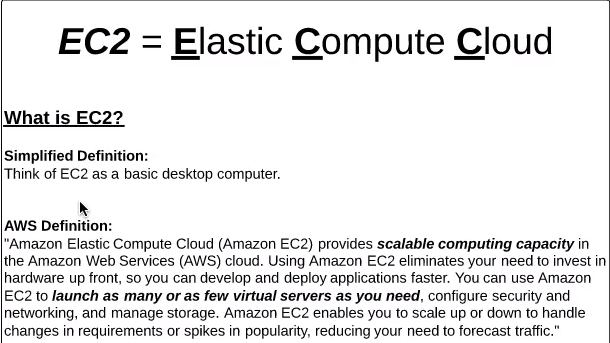 EC2 = Elastic Compute Cloud
What is EC2?
Simplified Definition:
Think of EC2 as a basic desktop computer.
AWS Definition:
"Amazon Elastic Compute Cloud (Amazon EC2) provides scalable computing capacity in
the Amazon Web Services (AWS) cloud. Using Amazon EC2 eliminates your need to invest in
hardware up front, so you can develop and deploy applications faster. You can use Amazon
EC2 to launch as many or as few virtual servers as you need, configure security and
networking, and manage storage. Amazon EC2 enables you to scale up or down to handle
changes in requirements or spikes in popularity, reducing your need to forecast traffic."